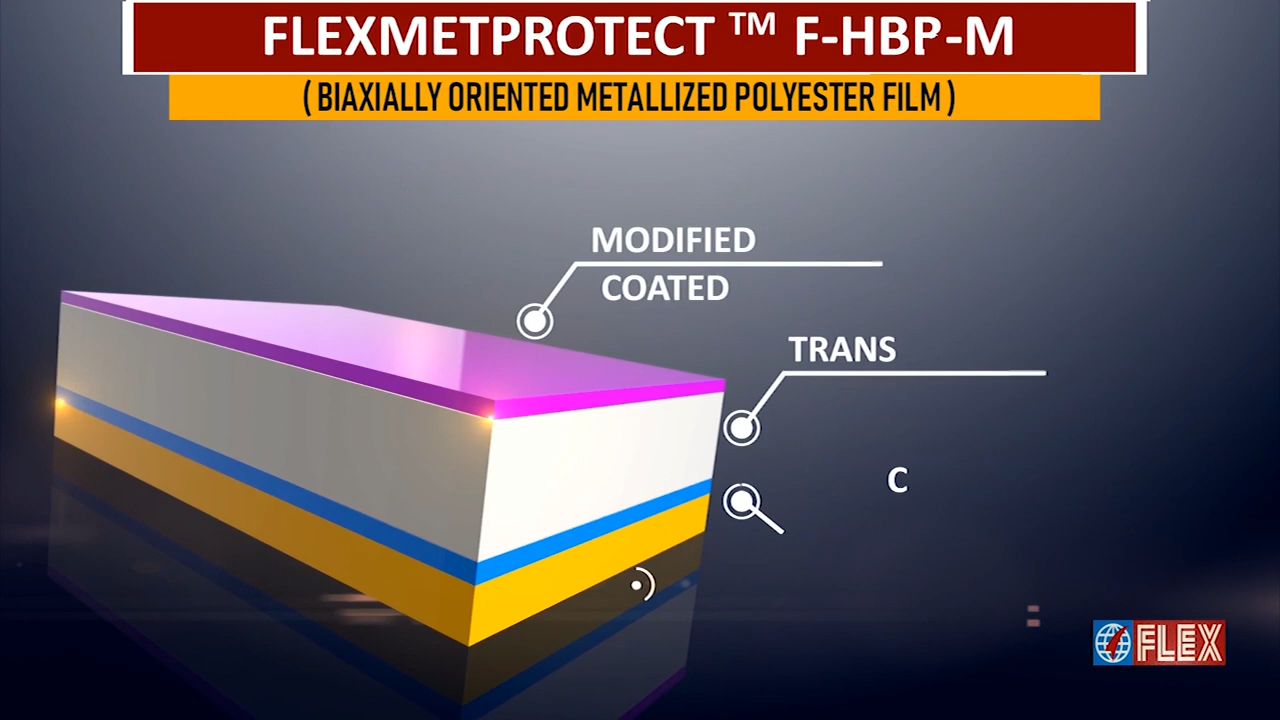 FLEXMETPROTECT ™ F-HBP-M
( BIAXIALLY ORIENTED METALLIZED POLYESTER FILM )
MODIFIED
COATED
TRANS
C
FLEX